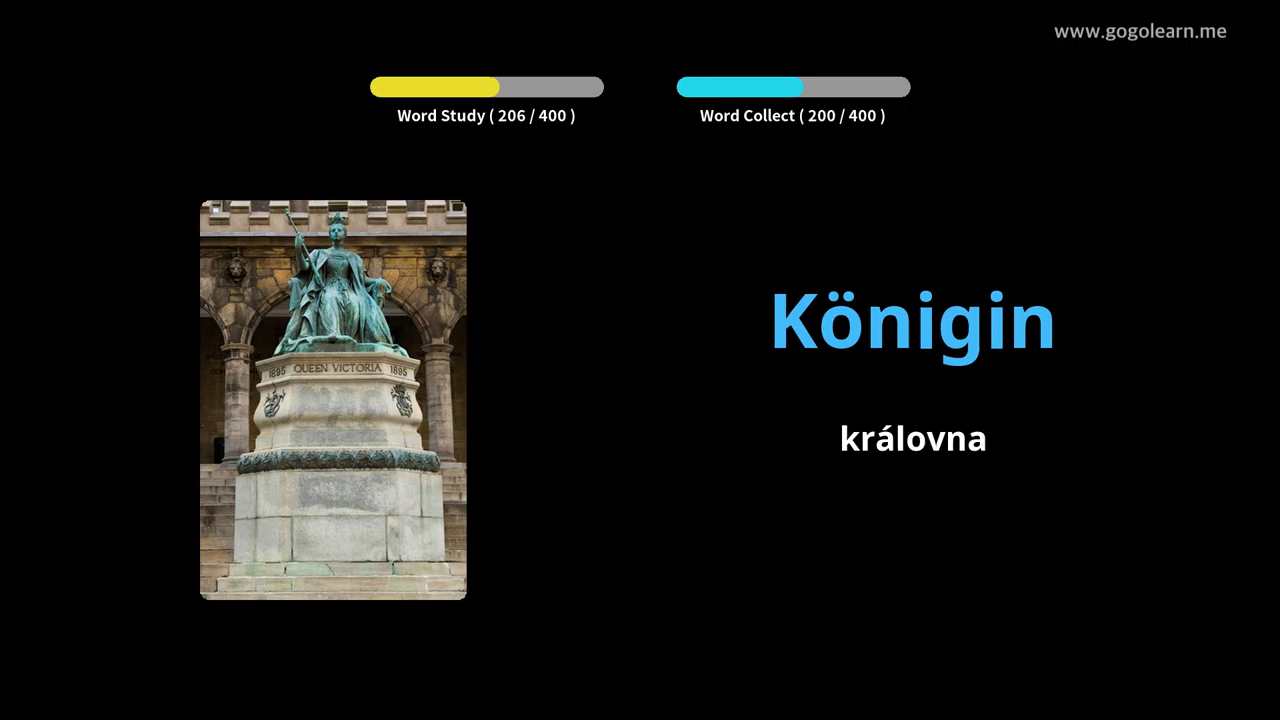 www.gogolearn.me
Word Study ( 206 / 400 )
Word Collect ( 200 / 400 )
1895 QUEEN VICTORIA 1895
Königin
královna